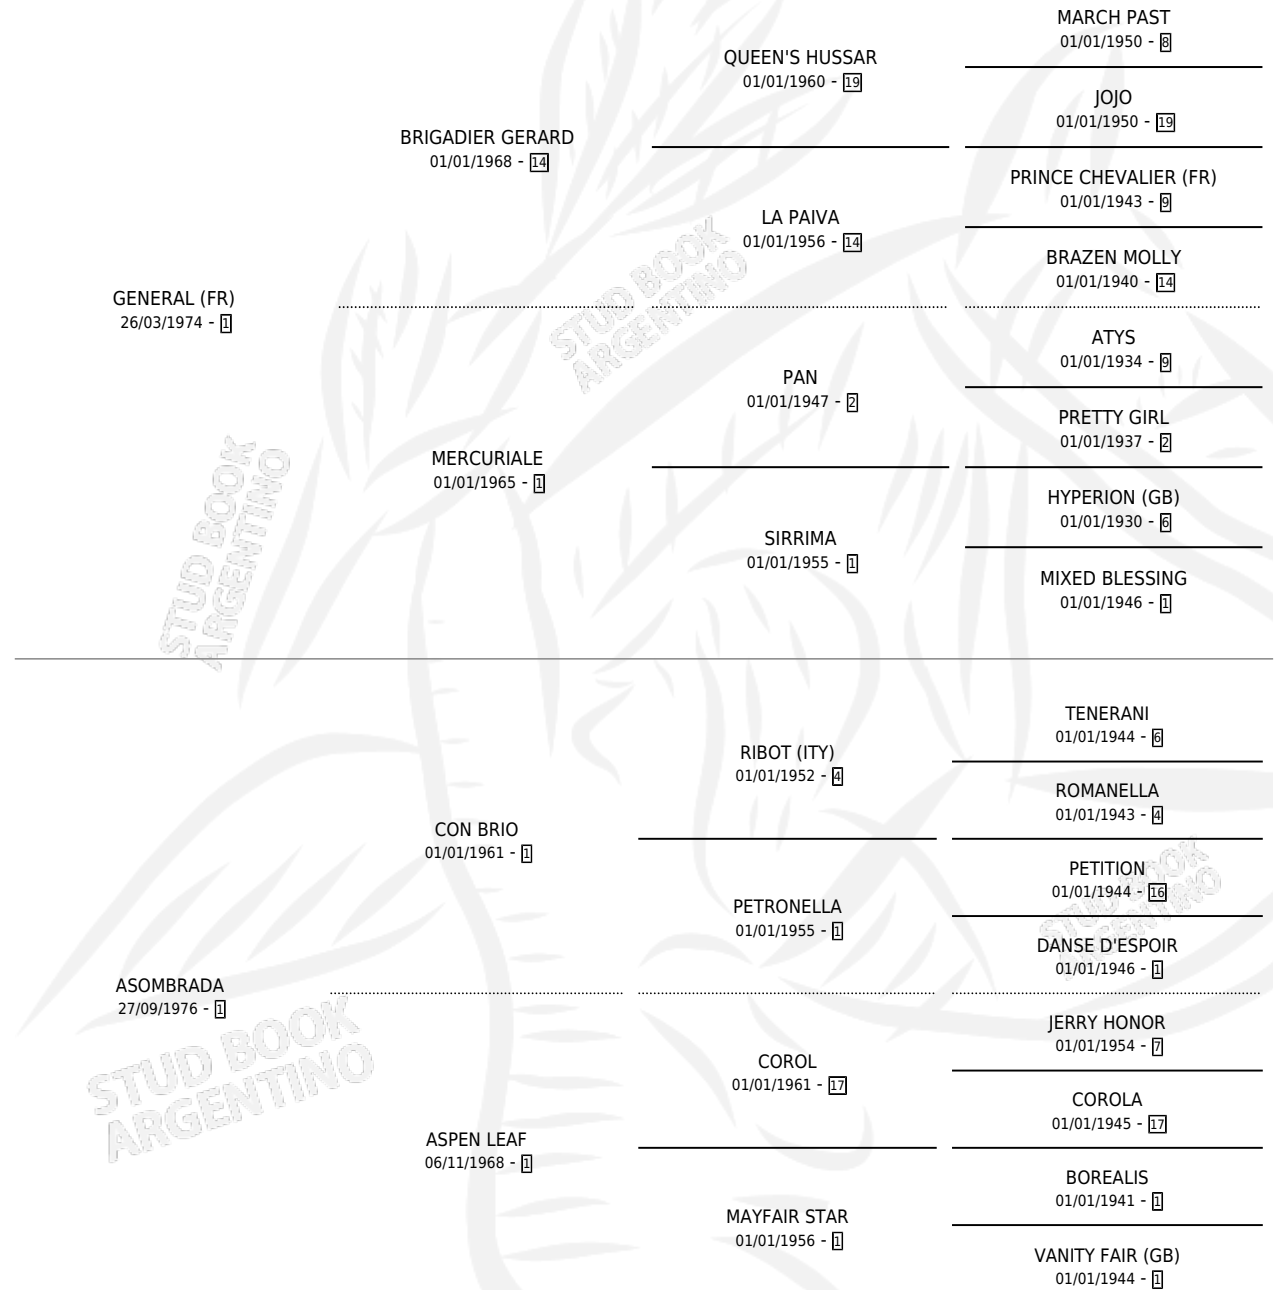 MARCH PAST
01/01/1950 - 8
QUEEN'S HUSSAR
01/01/1960 - 19
JOJO
01/01/1950 - 19
BRIGADIER GERARD
01/01/1968 - 14
PRINCE CHEVALIER (FR)
01/01/1943 - 9
LA PAIVA
01/01/1956 - 14
BRAZEN MOLLY
01/01/1940 - 14
GENERAL (FR)
26/03/1974 - 1
STUD BOOK
ARGENTINO
ATYS
01/01/1934 - 9
PAN
01/01/1947 - 2
PRETTY GIRL
01/01/1937 - 2
MERCURIALE
01/01/1965 - 1
HYPERION (GB)
01/01/1930 - 6
SIRRIMA
01/01/1955 - 1
MIXED BLESSING
01/01/1946 - 1
STUD BOOK
ARGENTINO
TENERANI
01/01/1944 - 6
RIBOT (ITY)
01/01/1952 - 4
ROMANELLA
01/01/1943 - 4
CON BRIO
01/01/1961 - 1
PETITION
01/01/1944 - 16
PETRONELLA
01/01/1955 - 1
DANSE D'ESPOIR
01/01/1946 - 1
STUD BOOK
ARGENTINO
ASOMBRADA
27/09/1976 - 1
JERRY HONOR
01/01/1954 - 7
COROL
01/01/1961 - 17
COROLA
01/01/1945 - 17
STUD BOOK
ARGENTINO
ASPEN LEAF
06/11/1968 - 1
BOREALIS
01/01/1941 - 1
MAYFAIR STAR
01/01/1956 - 1
VANITY FAIR (GB)
01/01/1944 - 1